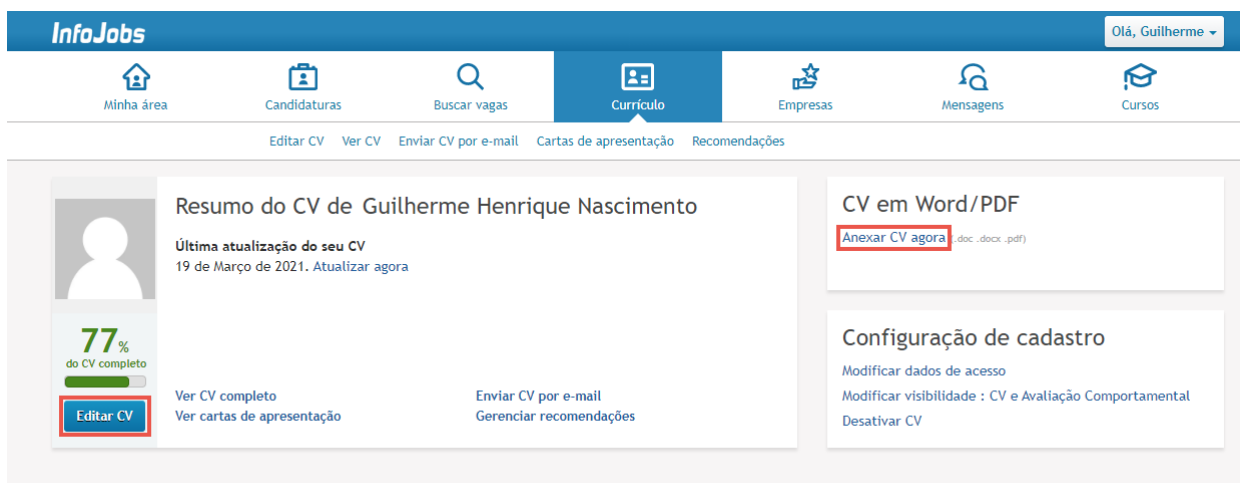 InfoJobs
Olá, Guilherme
Minha área
Candidaturas
Buscar vagas
Currículo
Empresas
Mensagens
Cursos
Editar CV Ver CV Enviar CV por e-mail Cartas de apresentação Recomendações
Resumo do CV de Guilherme Henrique Nascimento
Última atualização do seu CV
19 de Março de 2021. Atualizar agora
77%
do CV completo
Editar CV
Ver CV completo
Ver cartas de apresentação
Enviar CV por e-mail
Gerenciar recomendações
CV em Word/PDF
Anexar CV agora (.doc .docx .pdf)
Configuração de cadastro
Modificar dados de acesso
Modificar visibilidade : CV e Avaliação Comportamental
Desativar CV